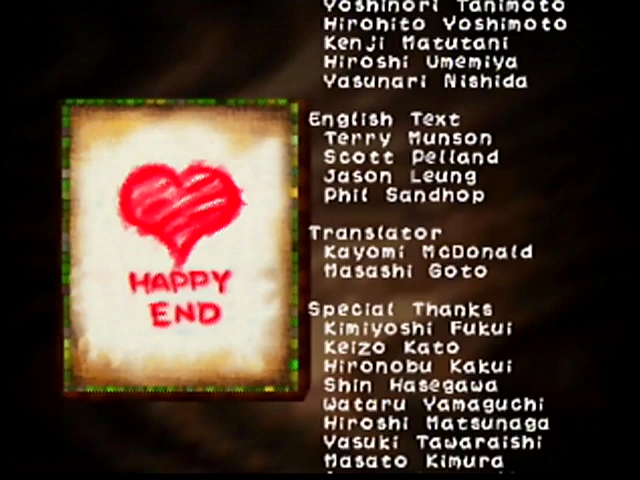 Yoshinori Tanimoto
Hirohito Yoshimoto
Kenji Matutani
Hiroshi Umemiya
Yasunari Nishida
English Text
Terry Munson
Scott Pelland
Jason Leung
Phil Sandhop
Translator
Kayomi McDonald
Masashi Goto
Special Thanks
Kimiyoshi Fukui
Keizo Kato
Hironobu Kakui
Shin Hasegawa
Wataru Yamaguchi
Hiroshi Matsunaga
Yasuki Tawaraishi
Masato Kimura
HAPPY
END